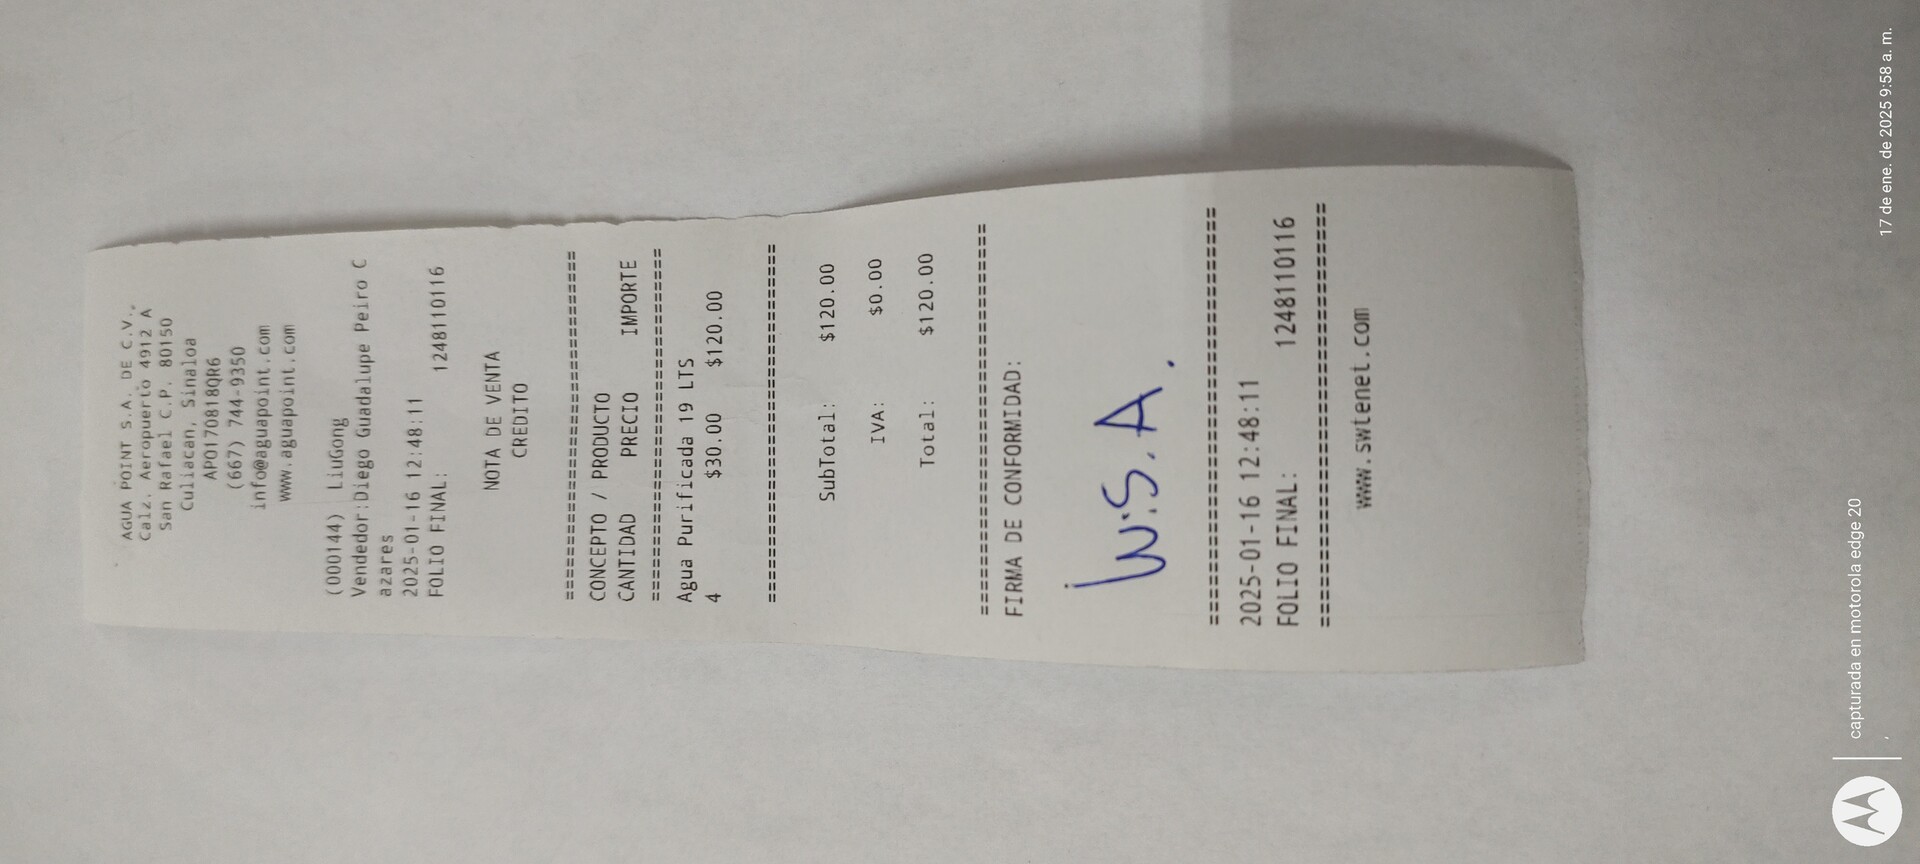 AGUA POINT S.A. DE C.V.
Calz. Aeropuerto 4912 A
San Rafael C.P. 80150
Culiacan, Sinaloa
APO170818QR6
(667) 744-9350
info@aguapoint.com
www.aguapoint.com
(000144) LiuGong
Vendedor:Diego Guadalupe Peiro C
azares
2025-01-16 12:48:11
FOLIO FINAL: 1248110116
NOTA DE VENTA
CREDITO
================================
CONCEPTO / PRODUCTO
CANTIDAD PRECIO IMPORTE
================================
Agua Purificada 19 LTS
4 $30.00 $120.00
================================
SubTotal: $120.00
IVA: $0.00
Total: $120.00
================================
FIRMA DE CONFORMIDAD:
W.S.A.
================================
2025-01-16 12:48:11
FOLIO FINAL: 1248110116
================================
www.swtenet.com
capturada en motorola edge 20
17 de ene. de 2025 9:58 a. m.